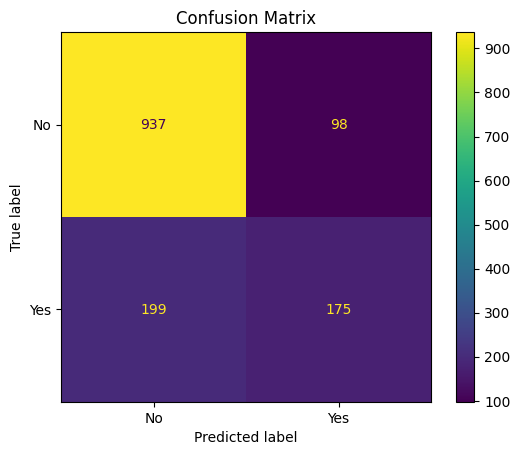 Confusion Matrix
No
937
98
Yes
199
175
No
Yes
Predicted label
True label
900
800
700
600
500
400
300
200
100